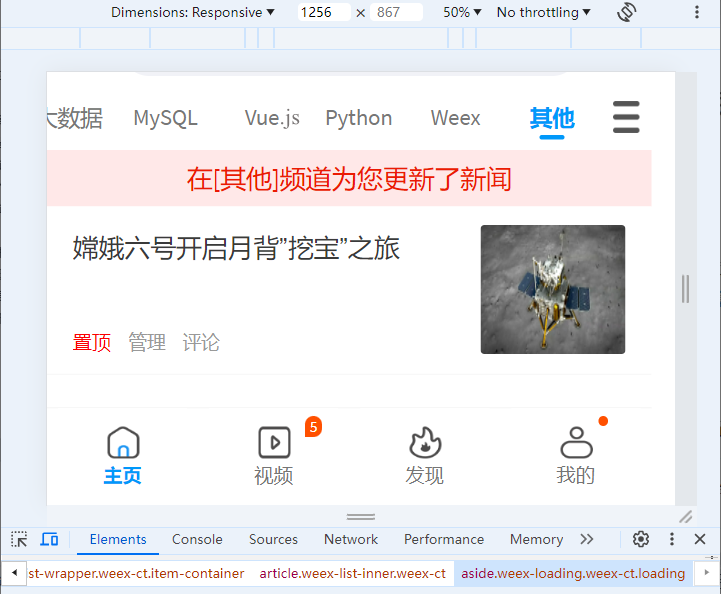 Dimensions: Responsive ▼ 1256 × 867 50% ▼ No throttling ▼
大数据 MySQL Vue.js Python Weex 其他
在[其他]频道为您更新了新闻
嫦娥六号开启月背”挖宝”之旅
置顶 管理 评论
5
主页 视频 发现 我的
Elements Console Sources Network Performance Memory
st-wrapper.weex-ct.item-container article.weex-list-inner.weex-ct aside.weex-loading.weex-ct.loading